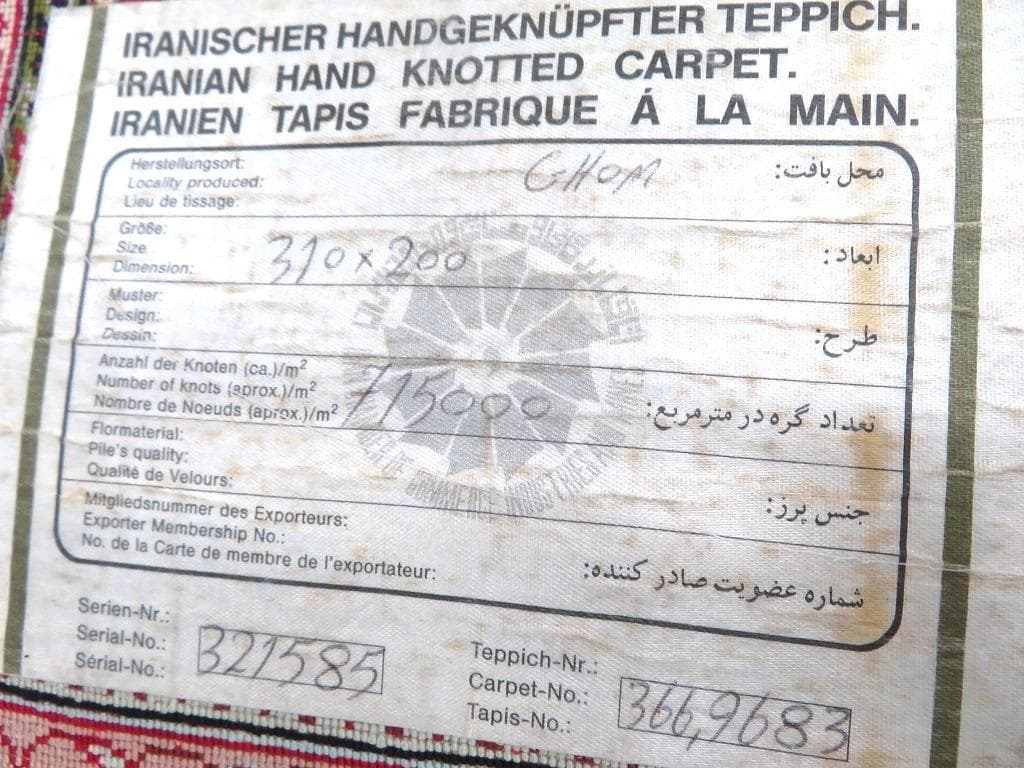 IRANISCHER HANDGEKNÜPFTER TEPPICH.
IRANIAN HAND KNOTTED CARPET.
IRANIEN TAPIS FABRIQUE Á LA MAIN.
Herstellungsort:
Locality produced:
Lieu de tissage:
GHOM
محل بافت:
Größe:
Size
Dimension:
310 x 200
ابعاد:
Muster:
Design:
Dessin:
طرح:
Anzahl der Knoten (ca.)/m²
Number of knots (aprox.)/m²
Nombre de Noeuds (aprox.)/m²
715000
تعداد گره در مترمربع:
Flormaterial:
Pile's quality:
Qualité de Velours:
جنس پرز:
Mitgliedsnummer des Exporteurs:
Exporter Membership No.:
No. de la Carte de membre de l'exportateur:
شماره عضویت صادر کننده:
Serien-Nr.:
Serial-No.:
Sérial-No.:
321585
Teppich-Nr.:
Carpet-No.:
Tapis-No.:
366,9683